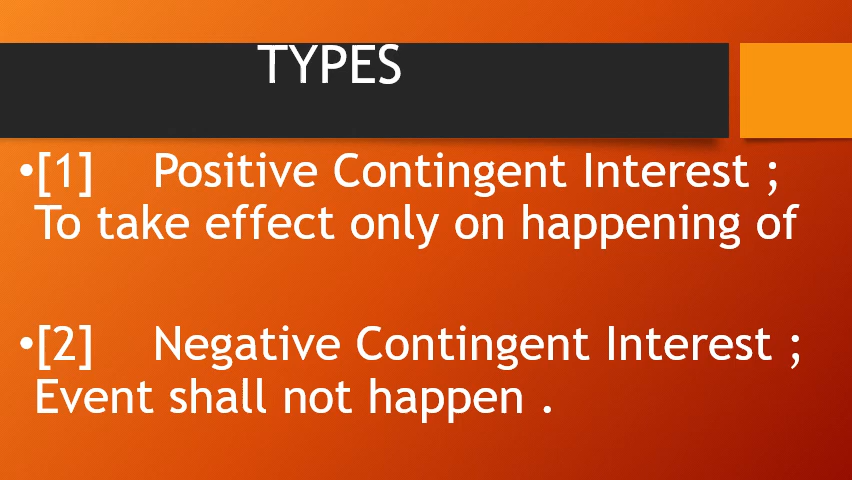 TYPES
•[1] Positive Contingent Interest ;
To take effect only on happening of
•[2] Negative Contingent Interest ;
Event shall not happen .